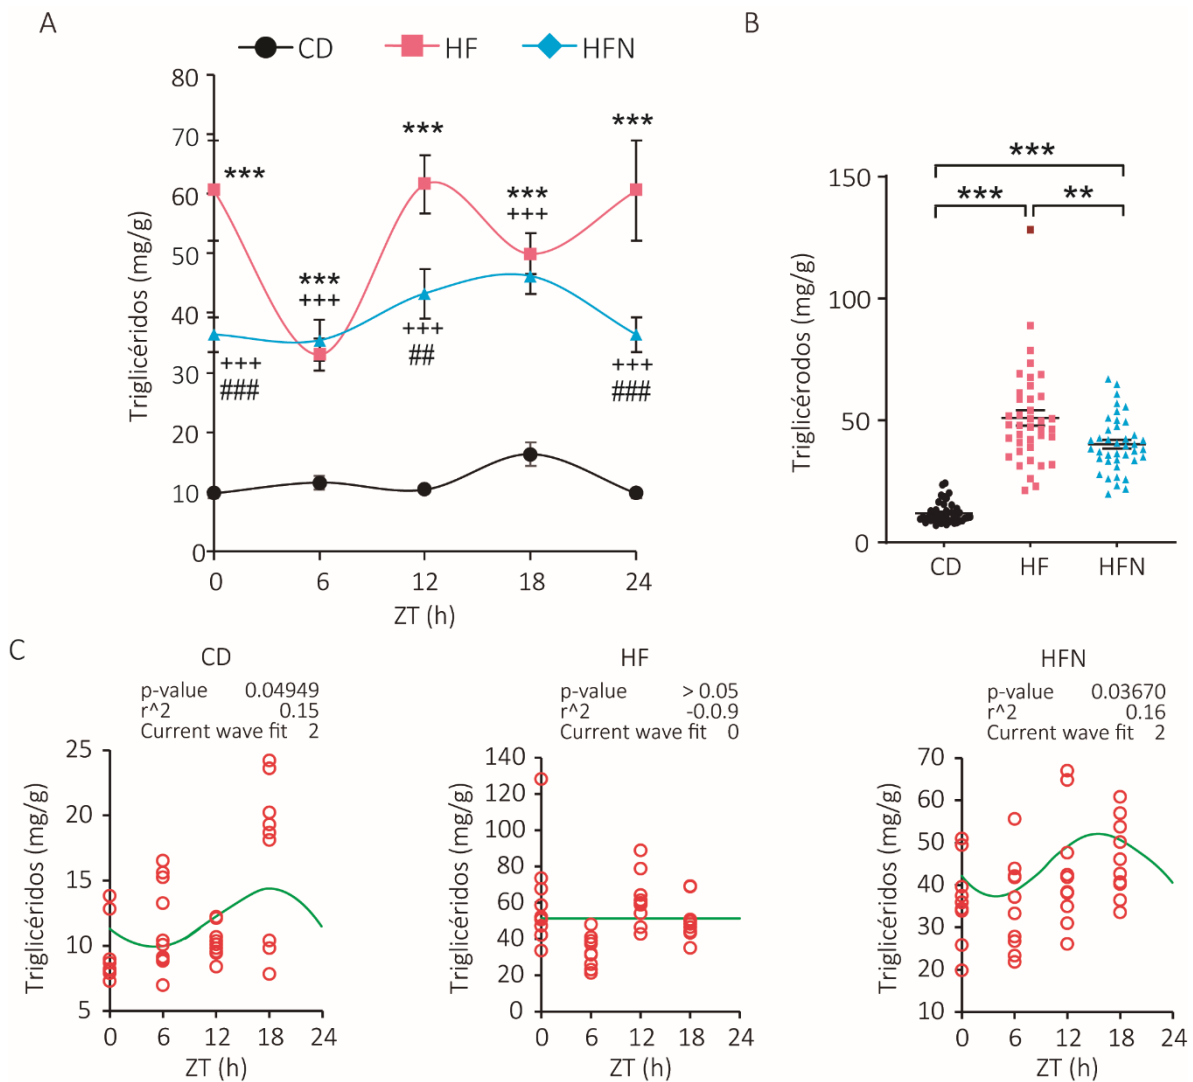 A
CD HF HFN
Triglicéridos (mg/g)
80
70
60
50
40
30
20
10
0
***
***
+++
***
***
+++
***
+++
###
+++
##
+++
###
0 6 12 18 24
ZT (h)
B
Triglicérodos (mg/g)
150
100
50
0
***
*** **
CD HF HFN
C
CD
p-value 0.04949
r^2 0.15
Current wave fit 2
Triglicéridos (mg/g)
25
20
15
10
5
0 6 12 18 24
ZT (h)
HF
p-value > 0.05
r^2 -0.0.9
Current wave fit 0
Triglicéridos (mg/g)
140
120
100
80
60
40
20
0
0 6 12 18 24
ZT (h)
HFN
p-value 0.03670
r^2 0.16
Current wave fit 2
Triglicéridos (mg/g)
70
60
50
40
30
20
10
0 6 12 18 24
ZT (h)